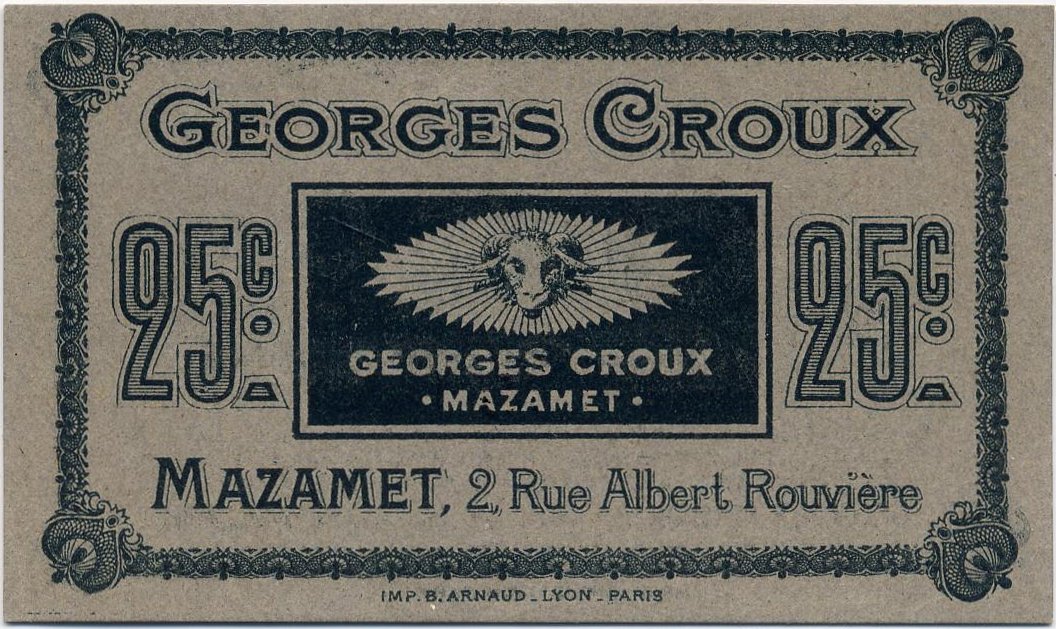 GEORGES CROUX
25c
25c
GEORGES CROUX
• MAZAMET •
MAZAMET, 2, Rue Albert Rouvière
IMP. B. ARNAUD _ LYON _ PARIS